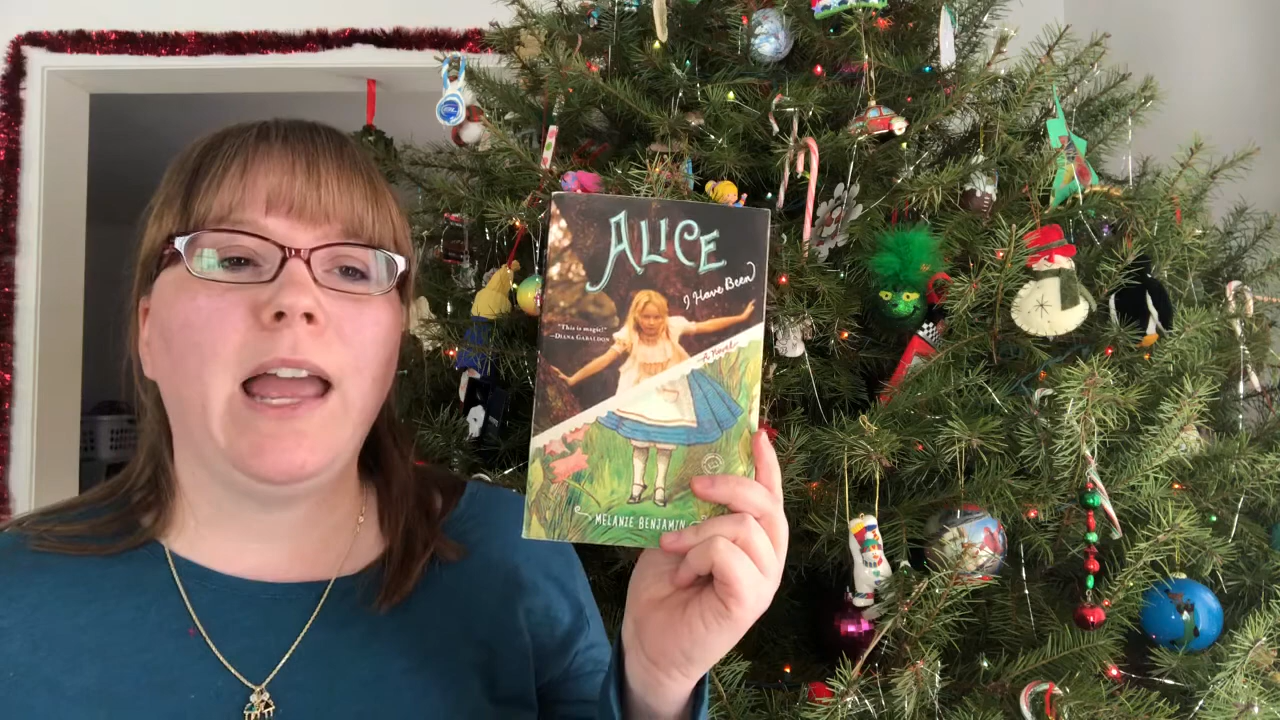 ALICE
I Have Been
"This is magic!"
—DIANA GABALDON
A Novel
MELANIE BENJAMIN